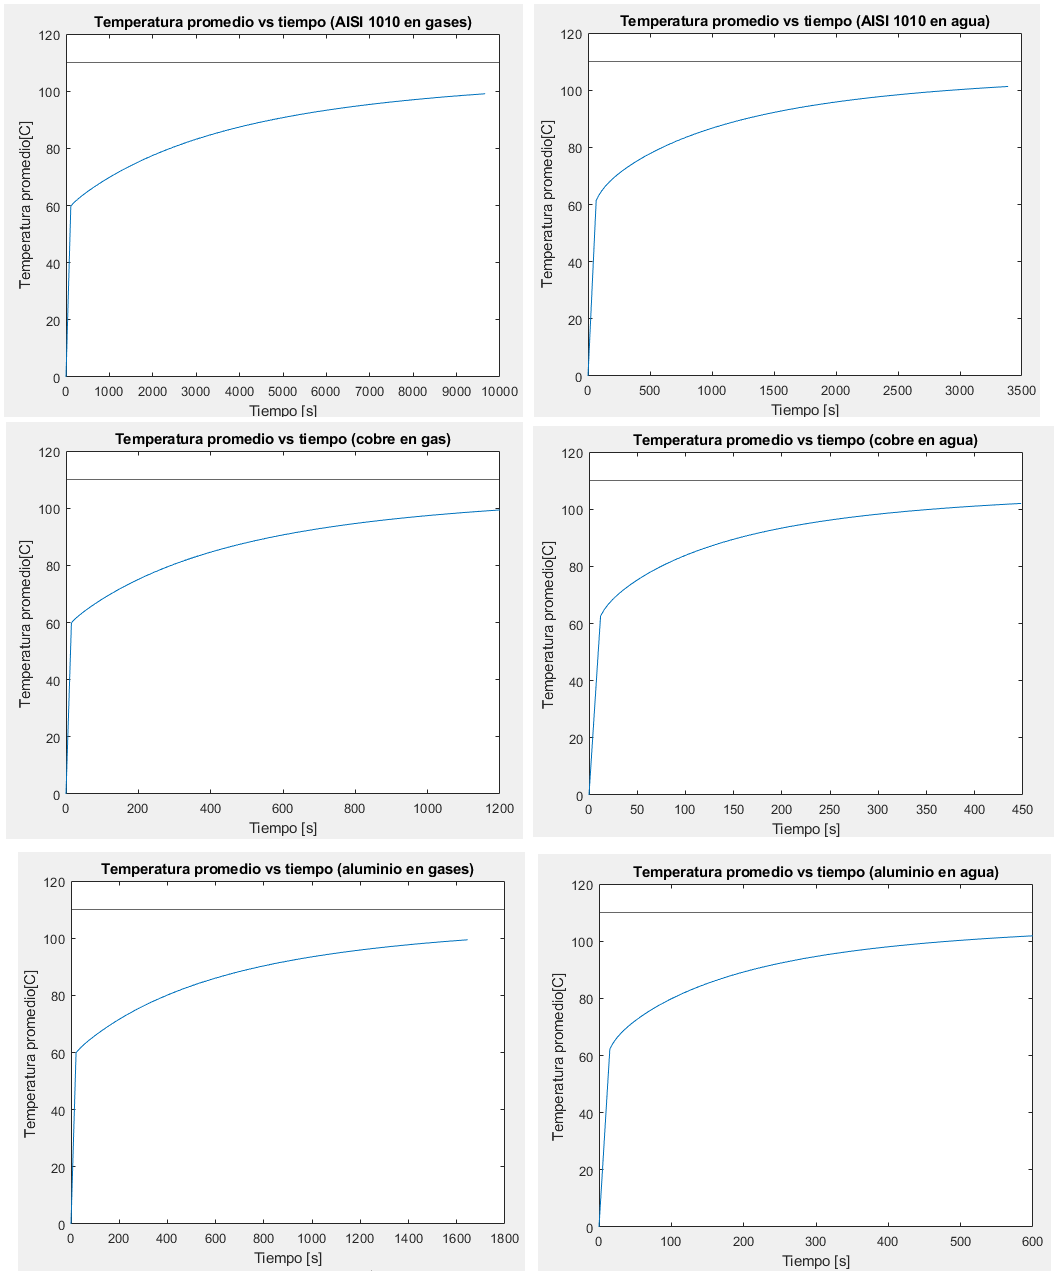 Temperatura promedio vs tiempo (AISI 1010 en gases)
120
100
80
60
40
20
0
Temperatura promedio[C]
0 1000 2000 3000 4000 5000 6000 7000 8000 9000 10000
Tiempo [s]
Temperatura promedio vs tiempo (AISI 1010 en agua)
120
100
80
60
40
20
0
Temperatura promedio[C]
0 500 1000 1500 2000 2500 3000 3500
Tiempo [s]
Temperatura promedio vs tiempo (cobre en gas)
120
100
80
60
40
20
0
Temperatura promedio[C]
0 200 400 600 800 1000 1200
Tiempo [s]
Temperatura promedio vs tiempo (cobre en agua)
120
100
80
60
40
20
0
Temperatura promedio[C]
0 50 100 150 200 250 300 350 400 450
Tiempo [s]
Temperatura promedio vs tiempo (aluminio en gases)
120
100
80
60
40
20
0
Temperatura promedio[C]
0 200 400 600 800 1000 1200 1400 1600 1800
Tiempo [s]
Temperatura promedio vs tiempo (aluminio en agua)
120
100
80
60
40
20
0
Temperatura promedio[C]
0 100 200 300 400 500 600
Tiempo [s]